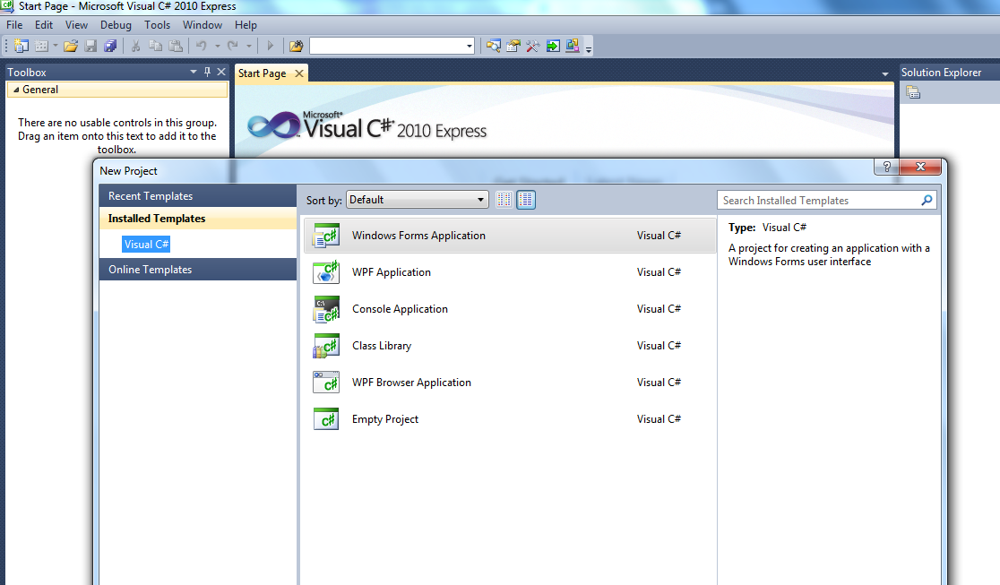 Start Page - Microsoft Visual C# 2010 Express
File Edit View Debug Tools Window Help
Toolbox
Start Page
Solution Explorer
General
There are no usable controls in this group.
Drag an item onto this text to add it to the
toolbox.
Microsoft®
Visual C#® 2010 Express
New Project
Recent Templates
Installed Templates
Visual C#
Online Templates
Sort by: Default
Search Installed Templates
Windows Forms Application Visual C#
WPF Application Visual C#
Console Application Visual C#
Class Library Visual C#
WPF Browser Application Visual C#
Empty Project Visual C#
Type: Visual C#
A project for creating an application with a
Windows Forms user interface